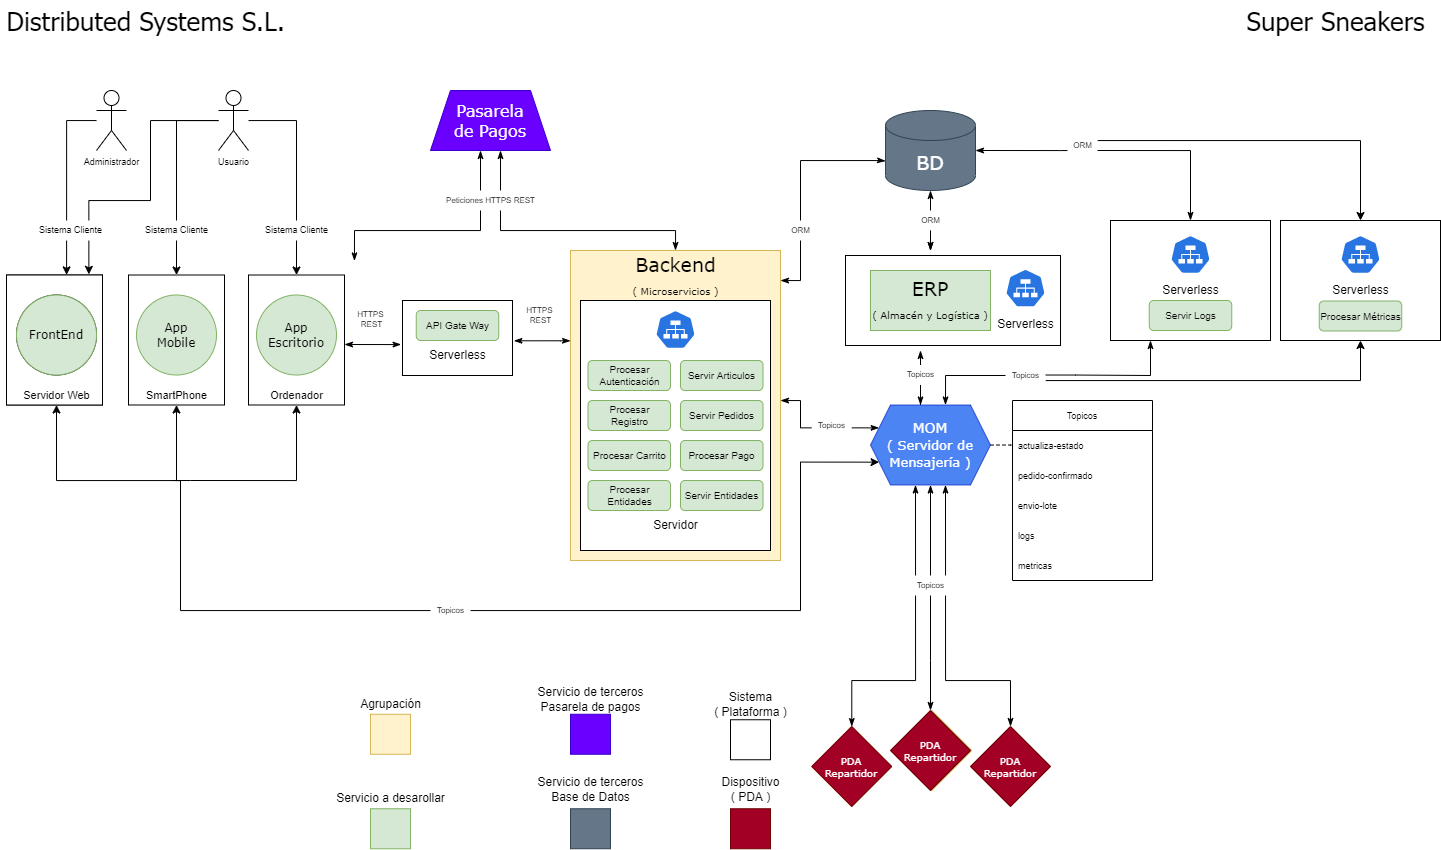 Distributed Systems S.L.
Super Sneakers
Administrador
Usuario
Pasarela
de Pagos
BD
ORM
Peticiones HTTPS REST
ORM
ORM
Sistema Cliente
Sistema Cliente
Sistema Cliente
FrontEnd
Servidor Web
App
Mobile
SmartPhone
App
Escritorio
Ordenador
HTTPS
REST
API Gate Way
Serverless
HTTPS
REST
Backend
( Microservicios )
Procesar
Autenticación
Servir Articulos
Procesar
Registro
Servir Pedidos
Procesar Carrito
Procesar Pago
Procesar
Entidades
Servir Entidades
Servidor
ERP
( Almacén y Logística )
Serverless
Serverless
Servir Logs
Serverless
Procesar Métricas
Topicos
Topicos
Topicos
MOM
( Servidor de
Mensajería )
Topicos
actualiza-estado
pedido-confirmado
envio-lote
logs
metricas
Topicos
Topicos
PDA
Repartidor
PDA
Repartidor
PDA
Repartidor
Agrupación
Servicio de terceros
Pasarela de pagos
Sistema
( Plataforma )
Servicio a desarollar
Servicio de terceros
Base de Datos
Dispositivo
( PDA )